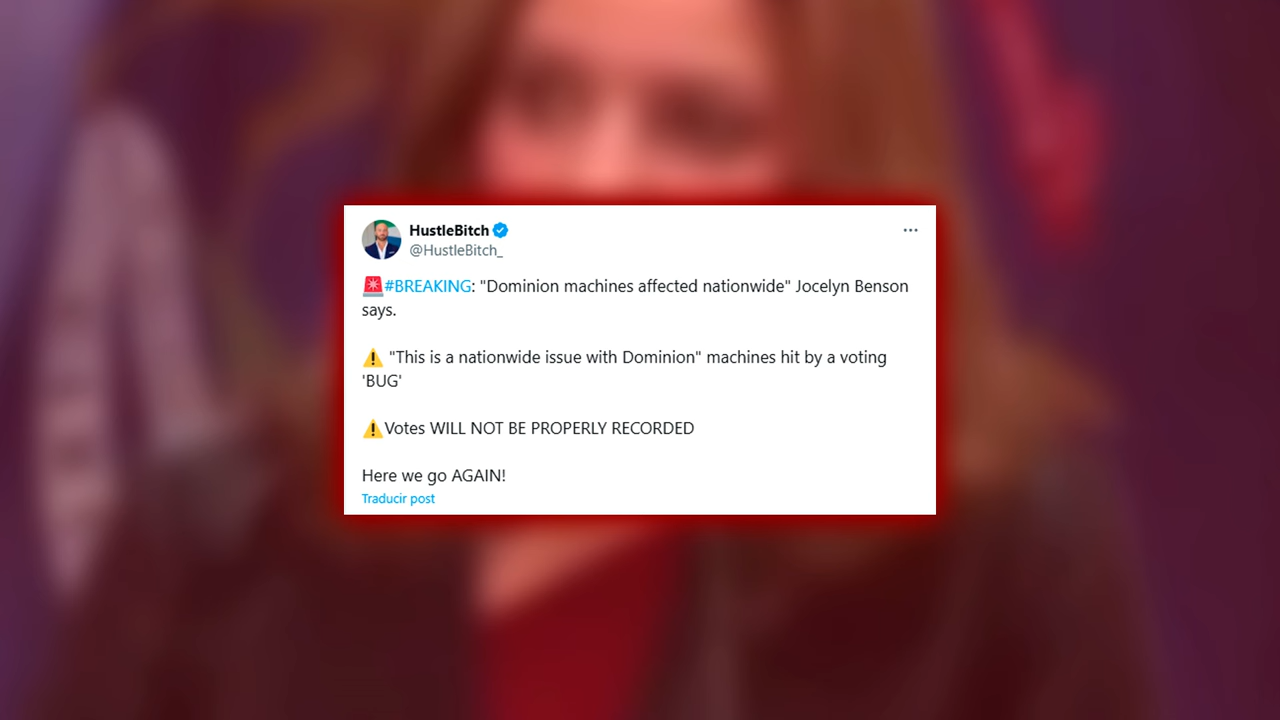 HustleBitch
@HustleBitch_
🚨#BREAKING: "Dominion machines affected nationwide" Jocelyn Benson
says.
⚠️ "This is a nationwide issue with Dominion" machines hit by a voting
'BUG'
⚠️Votes WILL NOT BE PROPERLY RECORDED
Here we go AGAIN!
Traducir post